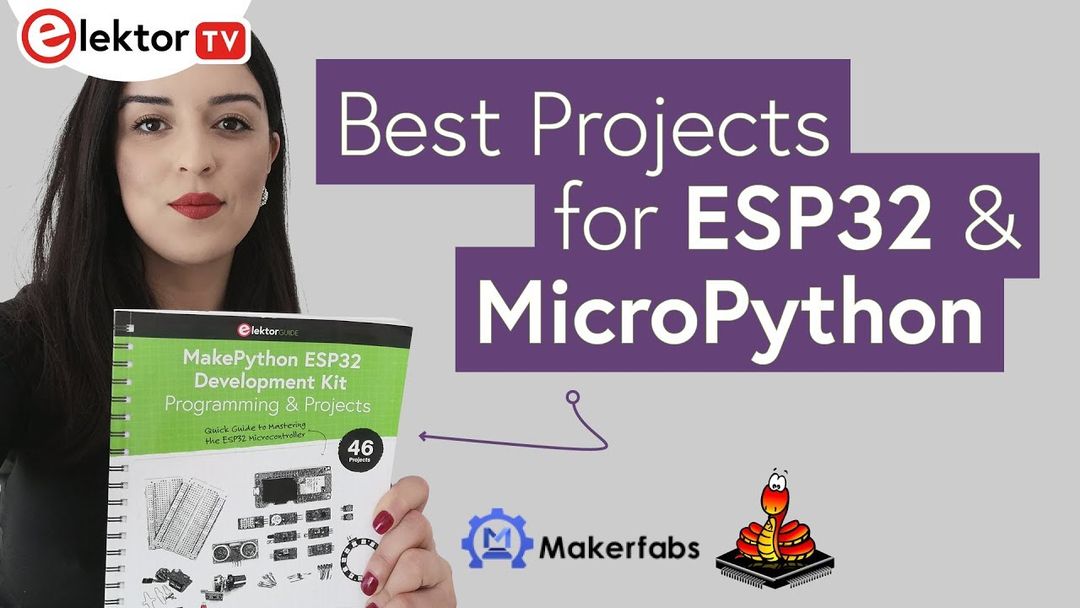 elektor TV
Best Projects
for ESP32 &
MicroPython
elektor GUIDE
MakePython ESP32
Development Kit
Programming & Projects
Quick Guide to Mastering
the ESP32 Microcontroller
46
Projects
M Makerfabs